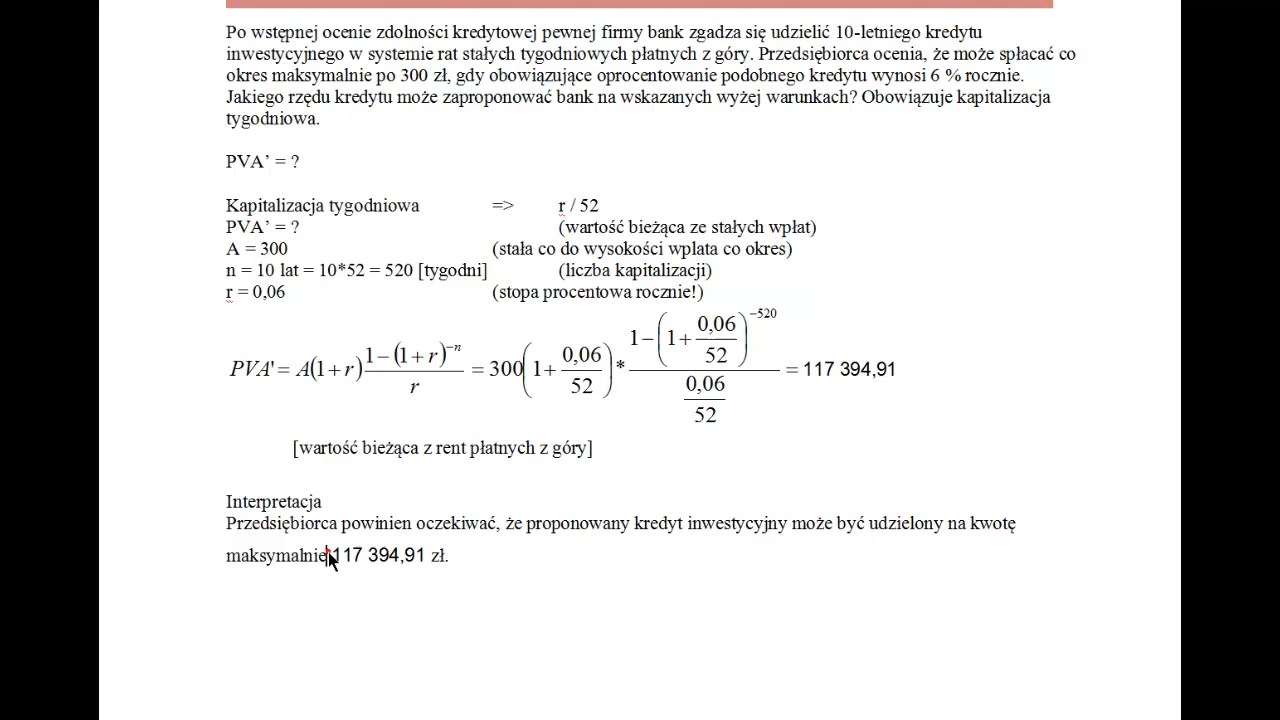 Po wstępnej ocenie zdolności kredytowej pewnej firmy bank zgadza się udzielić 10-letniego kredytu
inwestycyjnego w systemie rat stałych tygodniowych płatnych z góry. Przedsiębiorca ocenia, że może spłacać co
okres maksymalnie po 300 zł, gdy obowiązujące oprocentowanie podobnego kredytu wynosi 6 % rocznie.
Jakiego rzędu kredytu może zaproponować bank na wskazanych wyżej warunkach? Obowiązuje kapitalizacja
tygodniowa.
PVA’ = ?
Kapitalizacja tygodniowa => r / 52
PVA’ = ? (wartość bieżąca ze stałych wpłat)
A = 300 (stała co do wysokości wplata co okres)
n = 10 lat = 10*52 = 520 [tygodni] (liczba kapitalizacji)
r = 0,06 (stopa procentowa rocznie!)
PVA'= A(1+r) (1−(1+r)^−n)/r = 300(1+0,06/52) * (1−(1+0,06/52)^−520)/(0,06/52) = 117 394,91
[wartość bieżąca z rent płatnych z góry]
Interpretacja
Przedsiębiorca powinien oczekiwać, że proponowany kredyt inwestycyjny może być udzielony na kwotę
maksymalnie 117 394,91 zł.